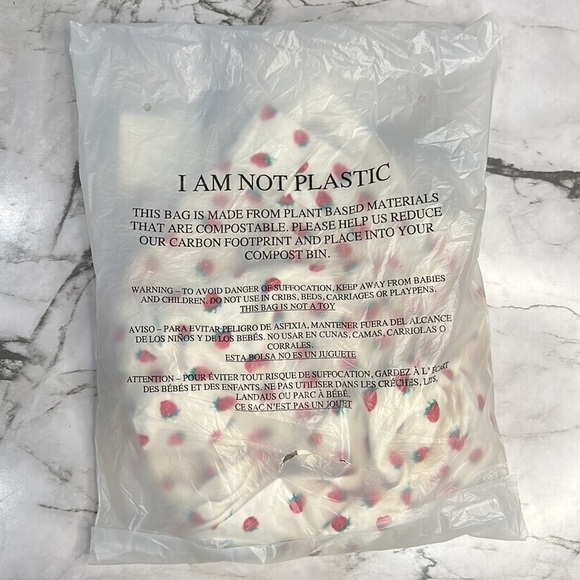 I AM NOT PLASTIC
THIS BAG IS MADE FROM PLANT BASED MATERIALS
THAT ARE COMPOSTABLE. PLEASE HELP US REDUCE
OUR CARBON FOOTPRINT AND PLACE INTO YOUR
COMPOST BIN.
WARNING – TO AVOID DANGER OF SUFFOCATION, KEEP AWAY FROM BABIES
AND CHILDREN. DO NOT USE IN CRIBS, BEDS, CARRIAGES OR PLAYPENS.
THIS BAG IS NOT A TOY
AVISO – PARA EVITAR PELIGRO DE ASFIXIA, MANTENER FUERA DEL ALCANCE
DE LOS NIÑOS Y DE LOS BEBÉS. NO USAR EN CUNAS, CAMAS, CARRIOLAS O
CORRALES.
ESTA BOLSA NO ES UN JUGUETE
ATTENTION – POUR ÉVITER TOUT RISQUE DE SUFFOCATION, GARDEZ À L' ÉCART
DES BÉBÉS ET DES ENFANTS. NE PAS UTILISER DANS LES CRÈCHES, LITS,
LANDAUS OU PARC À BÉBÉ.
CE SAC N'EST PAS UN JOUET